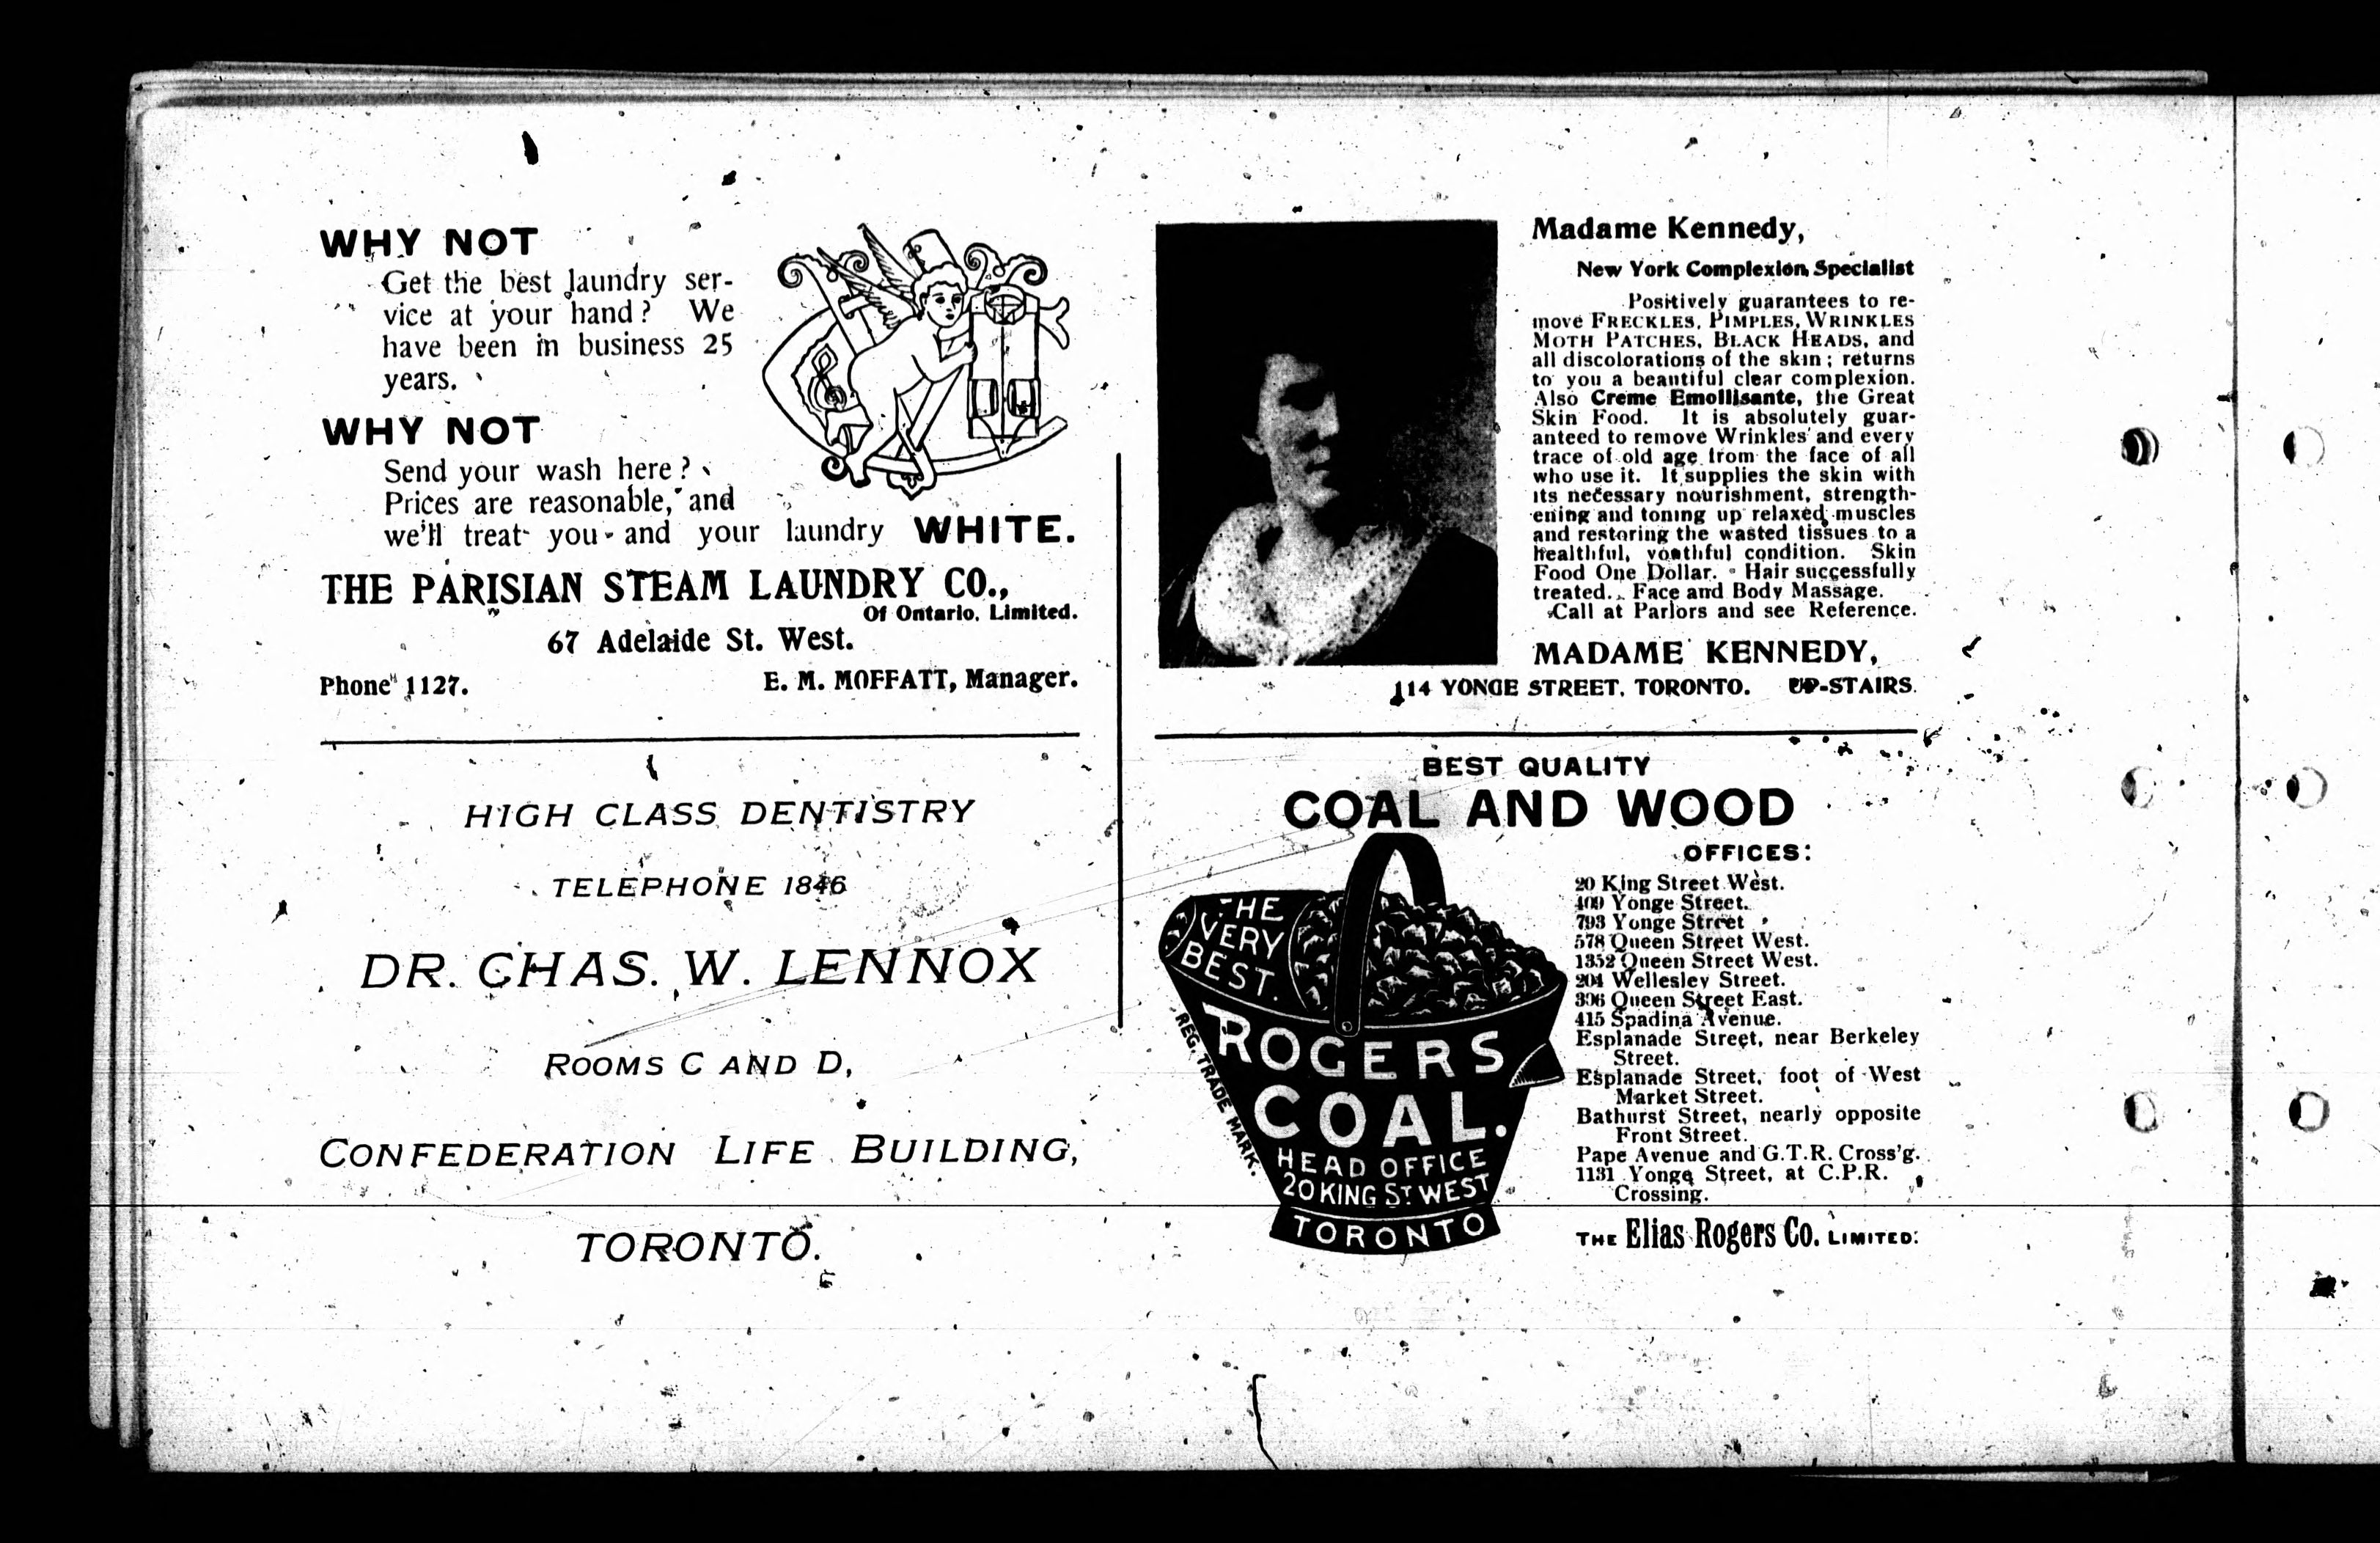 WHY NOT
Get the best laundry ser-
vice at your hand? We
have been in business 25
years.
WHY NOT
Send your wash here?
Prices are reasonable, and
we'll treat you and your laundry WHITE.
THE PARISIAN STEAM LAUNDRY CO.,
Of Ontario, Limited.
67 Adelaide St. West.
Phone 1127.
E. M. MOFFATT, Manager.
HIGH CLASS DENTISTRY
TELEPHONE 1846
DR. CHAS. W. LENNOX
ROOMS C AND D,
CONFEDERATION LIFE BUILDING,
TORONTO.
Madame Kennedy,
New York Complexion Specialist
Positively guarantees to re-
move FRECKLES, PIMPLES, WRINKLES
MOTH PATCHES, BLACK HEADS, and
all discolorations of the skin; returns
to you a beautiful clear complexion.
Also Creme Emollisante, the Great
Skin Food. It is absolutely guar-
anteed to remove Wrinkles and every
trace of old age from the face of all
who use it. It supplies the skin with
its necessary nourishment, strength-
ening and toning up relaxed muscles
and restoring the wasted tissues to a
healthful, youthful condition. Skin
Food One Dollar. Hair successfully
treated. Face and Body Massage.
Call at Parlors and see Reference.
MADAME KENNEDY,
114 YONGE STREET, TORONTO. UP-STAIRS.
BEST QUALITY
COAL AND WOOD
THE
VERY
BEST.
ROGERS
COAL.
HEAD OFFICE
20 KING ST WEST
TORONTO
REG. TRADE MARK.
OFFICES:
20 King Street West.
409 Yonge Street.
793 Yonge Street
578 Queen Street West.
1352 Queen Street West.
204 Wellesley Street.
306 Queen Street East.
415 Spadina Avenue.
Esplanade Street, near Berkeley
Street.
Esplanade Street, foot of West
Market Street.
Bathurst Street, nearly opposite
Front Street.
Pape Avenue and G.T.R. Cross'g.
1131 Yonge Street, at C.P.R.
Crossing.
THE Elias Rogers Co. LIMITED.